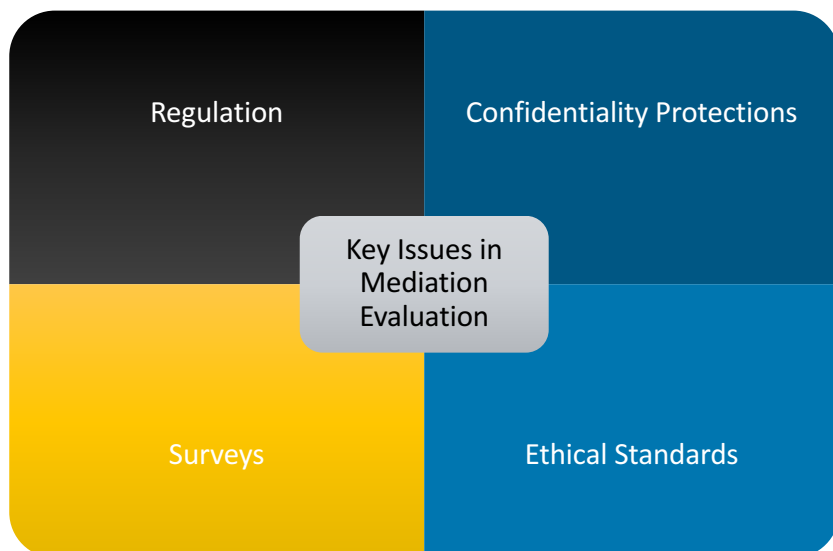 Regulation
Confidentiality Protections
Key Issues in
Mediation
Evaluation
Surveys
Ethical Standards